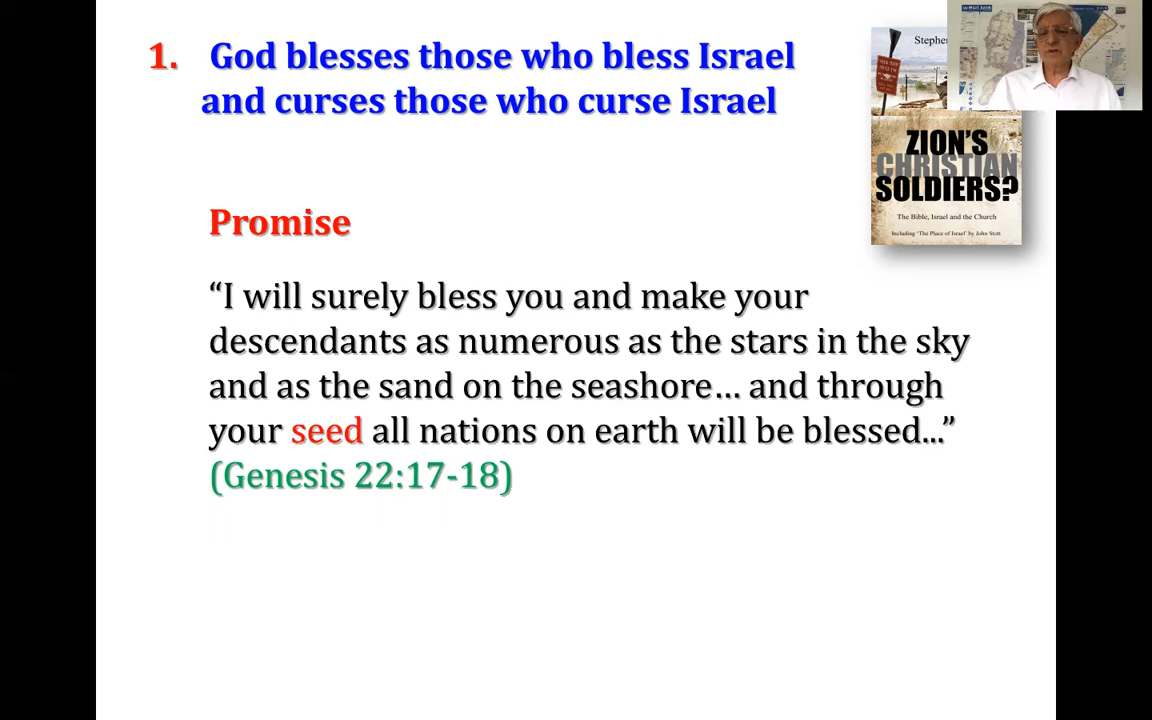 1. God blesses those who bless Israel
and curses those who curse Israel
Stephen
ZION'S
CHRISTIAN
SOLDIERS?
The Bible, Israel and the Church
Including 'The Place of Israel' by John Stott
Promise
“I will surely bless you and make your
descendants as numerous as the stars in the sky
and as the sand on the seashore… and through
your seed all nations on earth will be blessed...”
(Genesis 22:17-18)